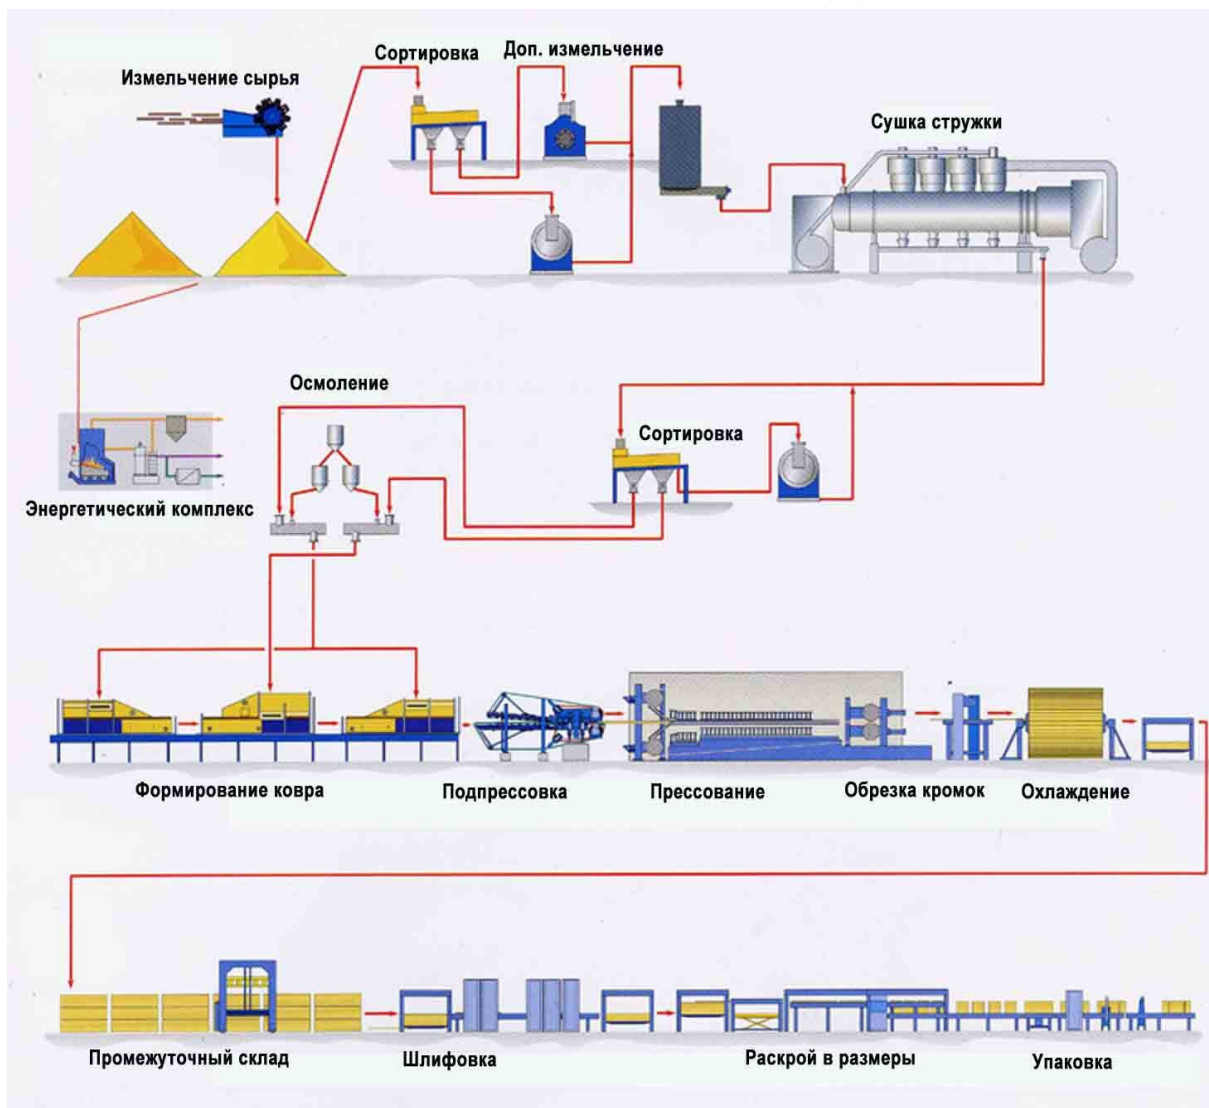 Сортировка
Доп. измельчение
Измельчение сырья
Сушка стружки
Осмоление
Сортировка
Энергетический комплекс
Формирование ковра
Подпрессовка
Прессование
Обрезка кромок
Охлаждение
Промежуточный склад
Шлифовка
Раскрой в размеры
Упаковка